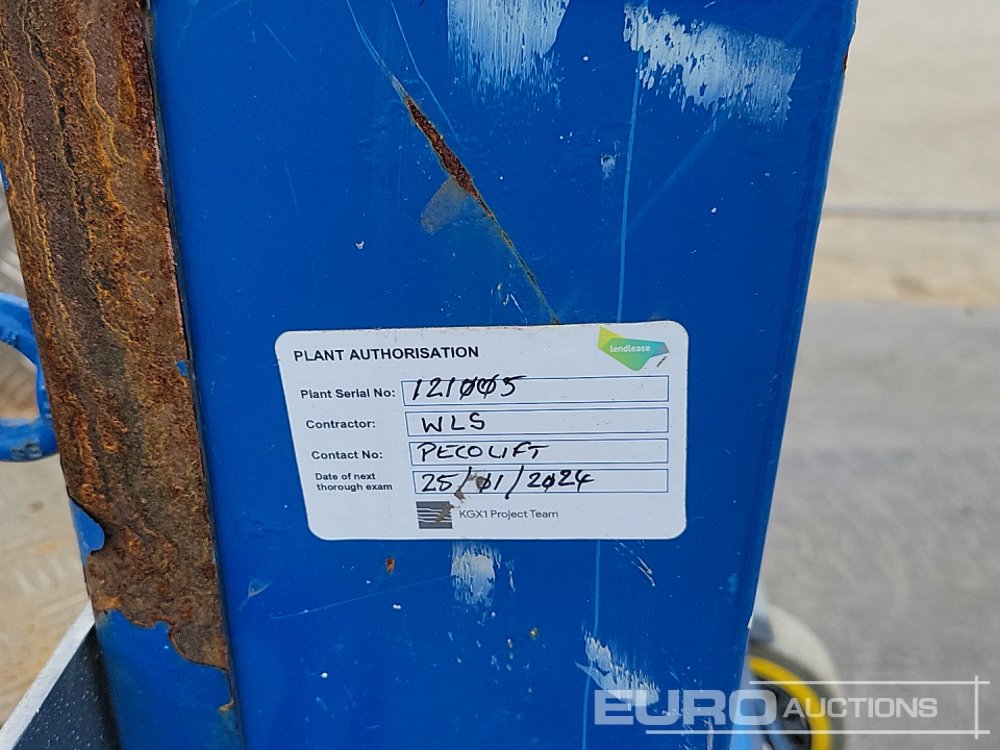 PLANT AUTHORISATION
lendlease
Plant Serial No: 121005
Contractor: WLS
Contact No: PECOLIFT
Date of next thorough exam 25/01/2024
KGX1 Project Team
EURO AUCTIONS